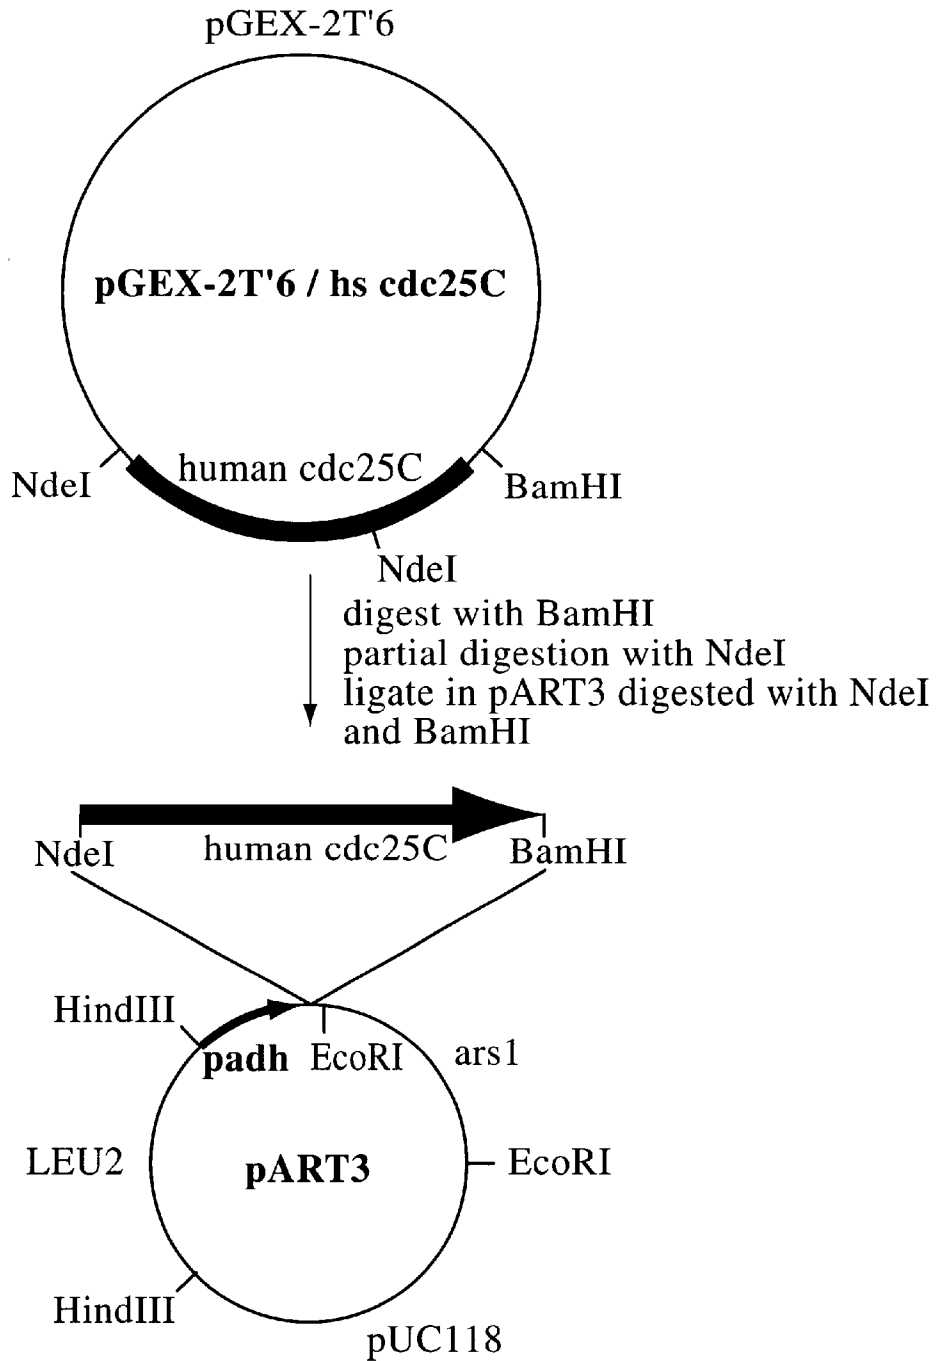 pGEX-2T'6
pGEX-2T'6 / hs cdc25C
human cdc25C
NdeI
BamHI
NdeI
digest with BamHI
partial digestion with NdeI
ligate in pART3 digested with NdeI
and BamHI
NdeI
human cdc25C
BamHI
HindIII
padh
EcoRI
ars1
LEU2
pART3
EcoRI
HindIII
pUC118